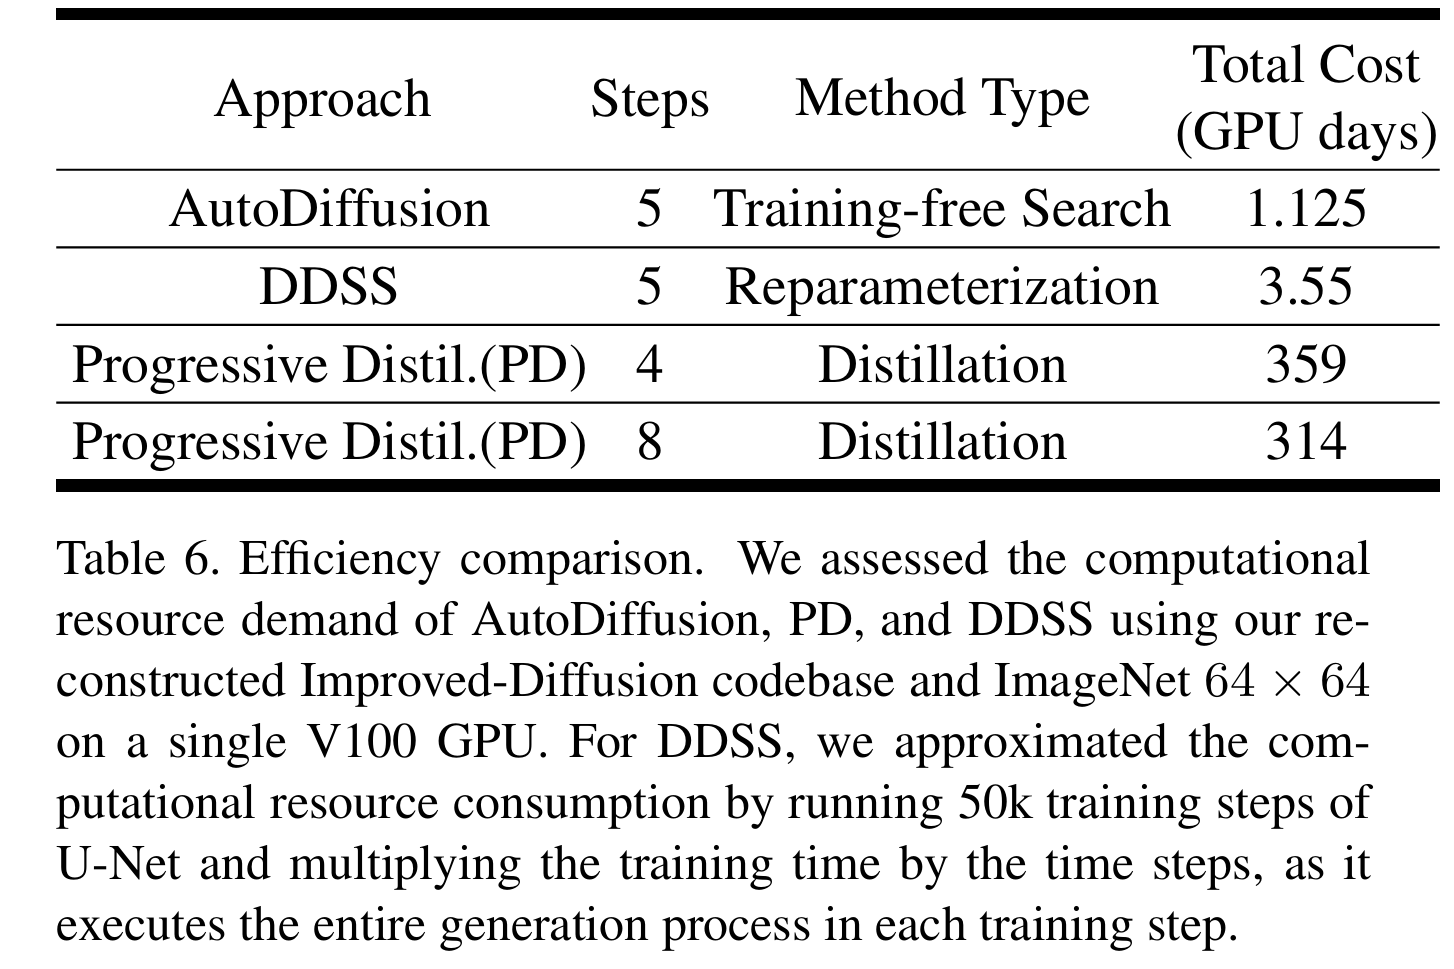 Approach Steps Method Type Total Cost (GPU days)
AutoDiffusion 5 Training-free Search 1.125
DDSS 5 Reparameterization 3.55
Progressive Distil.(PD) 4 Distillation 359
Progressive Distil.(PD) 8 Distillation 314
Table 6. Efficiency comparison. We assessed the computational
resource demand of AutoDiffusion, PD, and DDSS using our re-
constructed Improved-Diffusion codebase and ImageNet 64 × 64
on a single V100 GPU. For DDSS, we approximated the com-
putational resource consumption by running 50k training steps of
U-Net and multiplying the training time by the time steps, as it
executes the entire generation process in each training step.